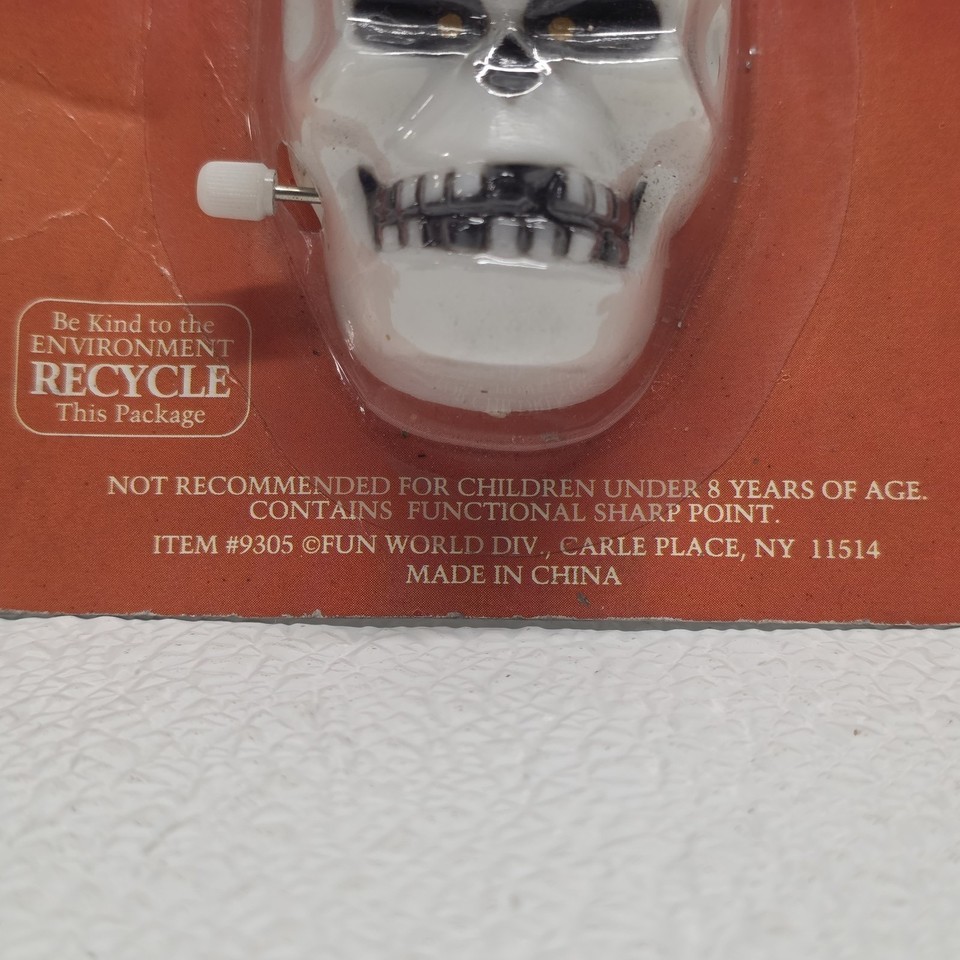 Be Kind to the
ENVIRONMENT
RECYCLE
This Package
NOT RECOMMENDED FOR CHILDREN UNDER 8 YEARS OF AGE.
CONTAINS FUNCTIONAL SHARP POINT.
ITEM #9305 ©FUN WORLD DIV., CARLE PLACE, NY 11514
MADE IN CHINA